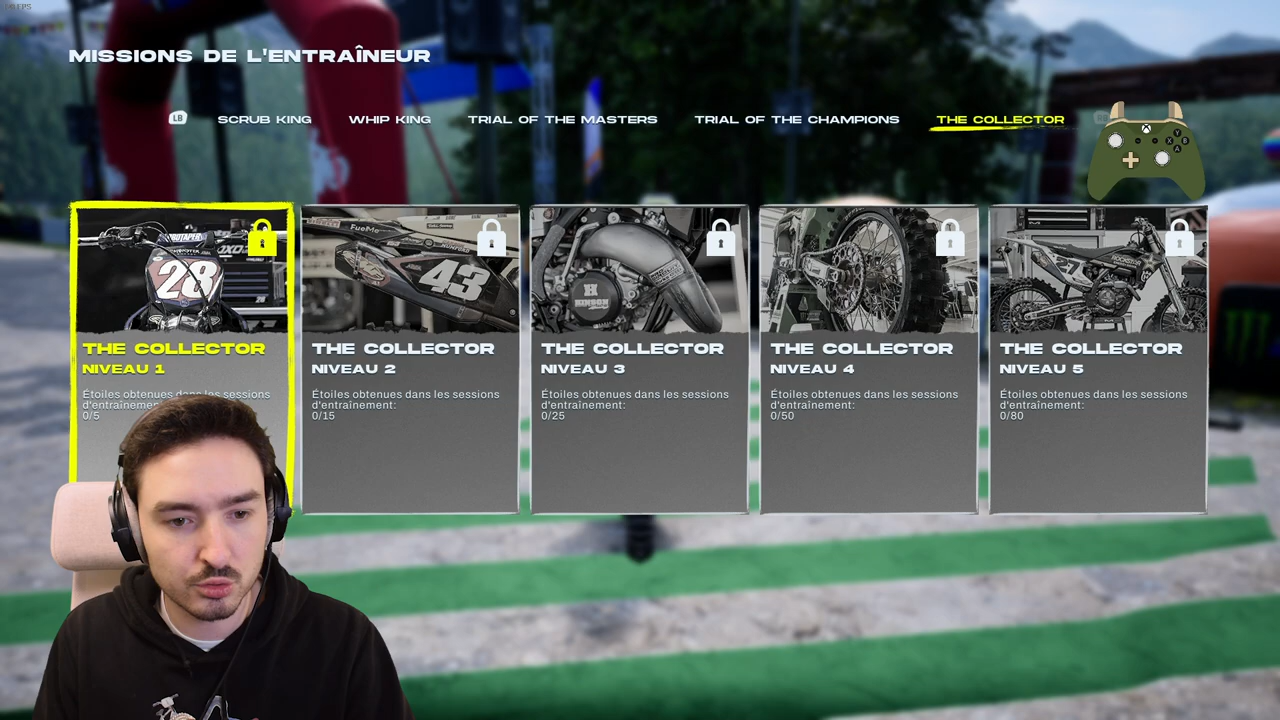 MISSIONS DE L'ENTRAÎNEUR
LB
SCRUB KING
WHIP KING
TRIAL OF THE MASTERS
TRIAL OF THE CHAMPIONS
THE COLLECTOR
X
Y
B
A
PROTAPER
28
THE COLLECTOR
NIVEAU 1
Étoiles obtenues dans les sessions
d'entraînement
0/5
FueMe
43
THE COLLECTOR
NIVEAU 2
Étoiles obtenues dans les sessions
d'entraînement:
0/15
H
HINSON
THE COLLECTOR
NIVEAU 3
Étoiles obtenues dans les sessions
d'entraînement:
0/25
THE COLLECTOR
NIVEAU 4
Étoiles obtenues dans les sessions
d'entraînement:
0/50
ROCKSTAR
THE COLLECTOR
NIVEAU 5
Étoiles obtenues dans les sessions
d'entraînement:
0/80